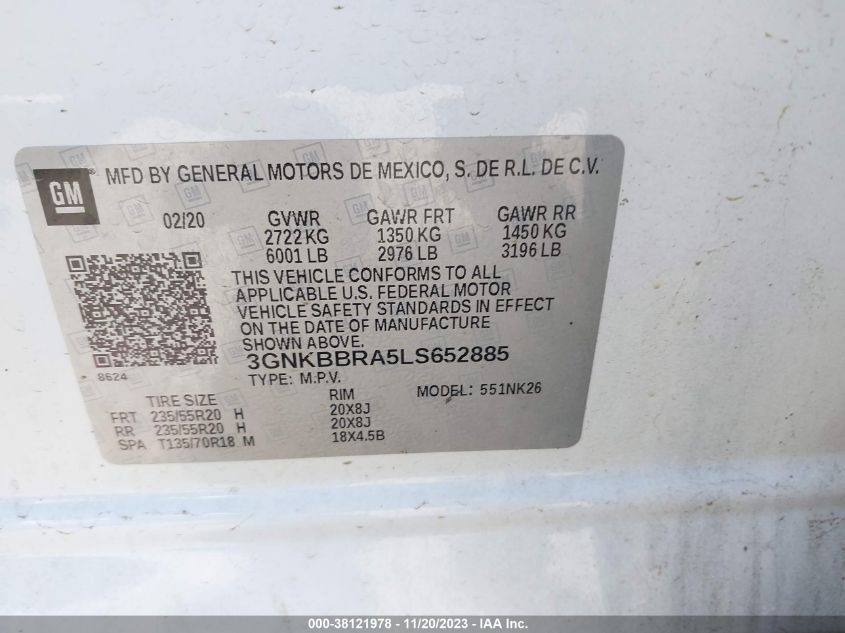 GM ® MFD BY GENERAL MOTORS DE MEXICO, S. DE R.L. DE C.V.
02/20 GVWR GAWR FRT GAWR RR
2722 KG 1350 KG 1450 KG
6001 LB 2976 LB 3196 LB
THIS VEHICLE CONFORMS TO ALL
APPLICABLE U.S. FEDERAL MOTOR
VEHICLE SAFETY STANDARDS IN EFFECT
ON THE DATE OF MANUFACTURE
SHOWN ABOVE.
8624 3GNKBBRA5LS652885
TYPE: M.P.V. MODEL: 551NK26
TIRE SIZE RIM
FRT 235/55R20 H 20X8J
RR 235/55R20 H 20X8J
SPA T135/70R18 M 18X4.5B
000-38121978 - 11/20/2023 - IAA Inc.